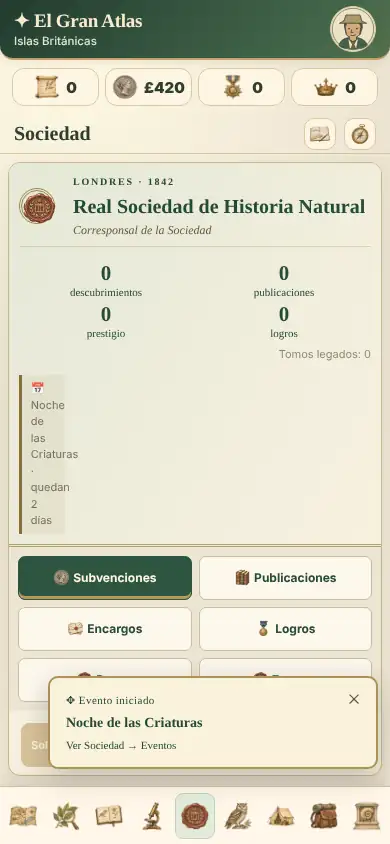 ✦ El Gran Atlas
Islas Británicas
0
£420
0
0
Sociedad
LONDRES · 1842
Real Sociedad de Historia Natural
Corresponsal de la Sociedad
0
descubrimientos
0
publicaciones
0
prestigio
0
logros
Tomos legados: 0
Noche
de
las
Criaturas
·
quedan
2
días
Subvenciones
Publicaciones
Encargos
Logros
✥ Evento iniciado
Noche de las Criaturas
Ver Sociedad → Eventos
Sol